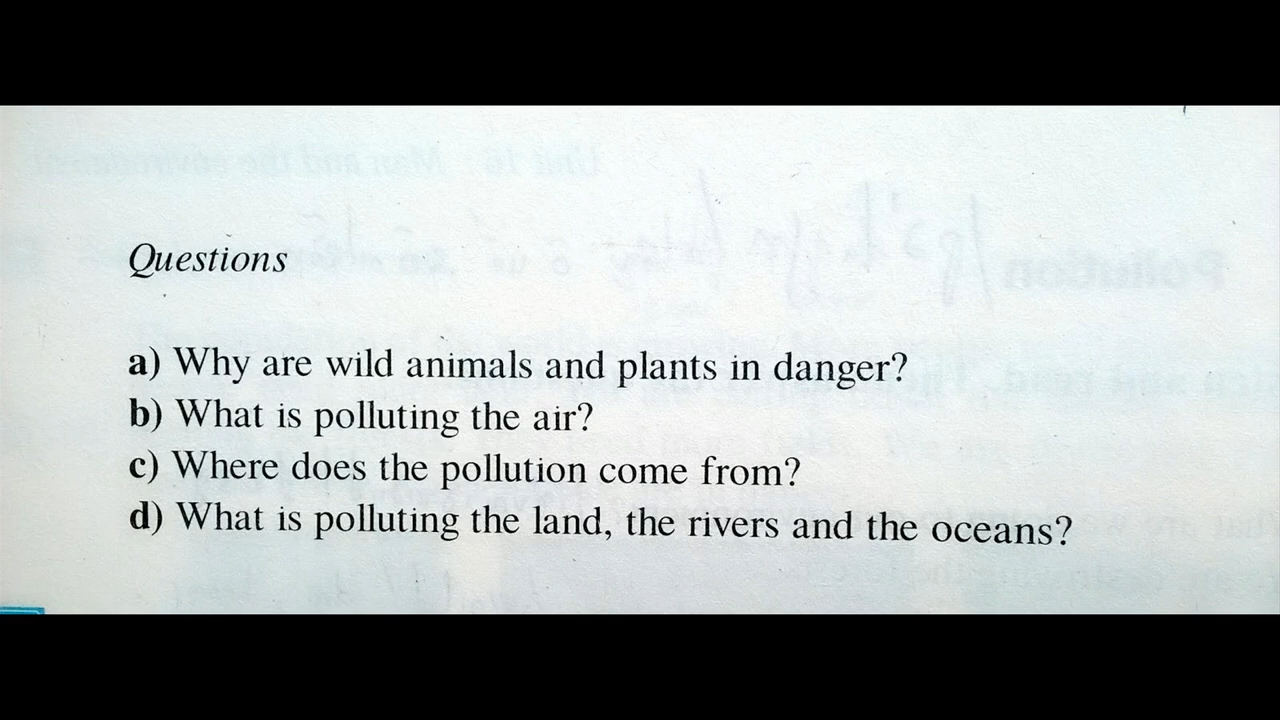 Questions
a) Why are wild animals and plants in danger?
b) What is polluting the air?
c) Where does the pollution come from?
d) What is polluting the land, the rivers and the oceans?